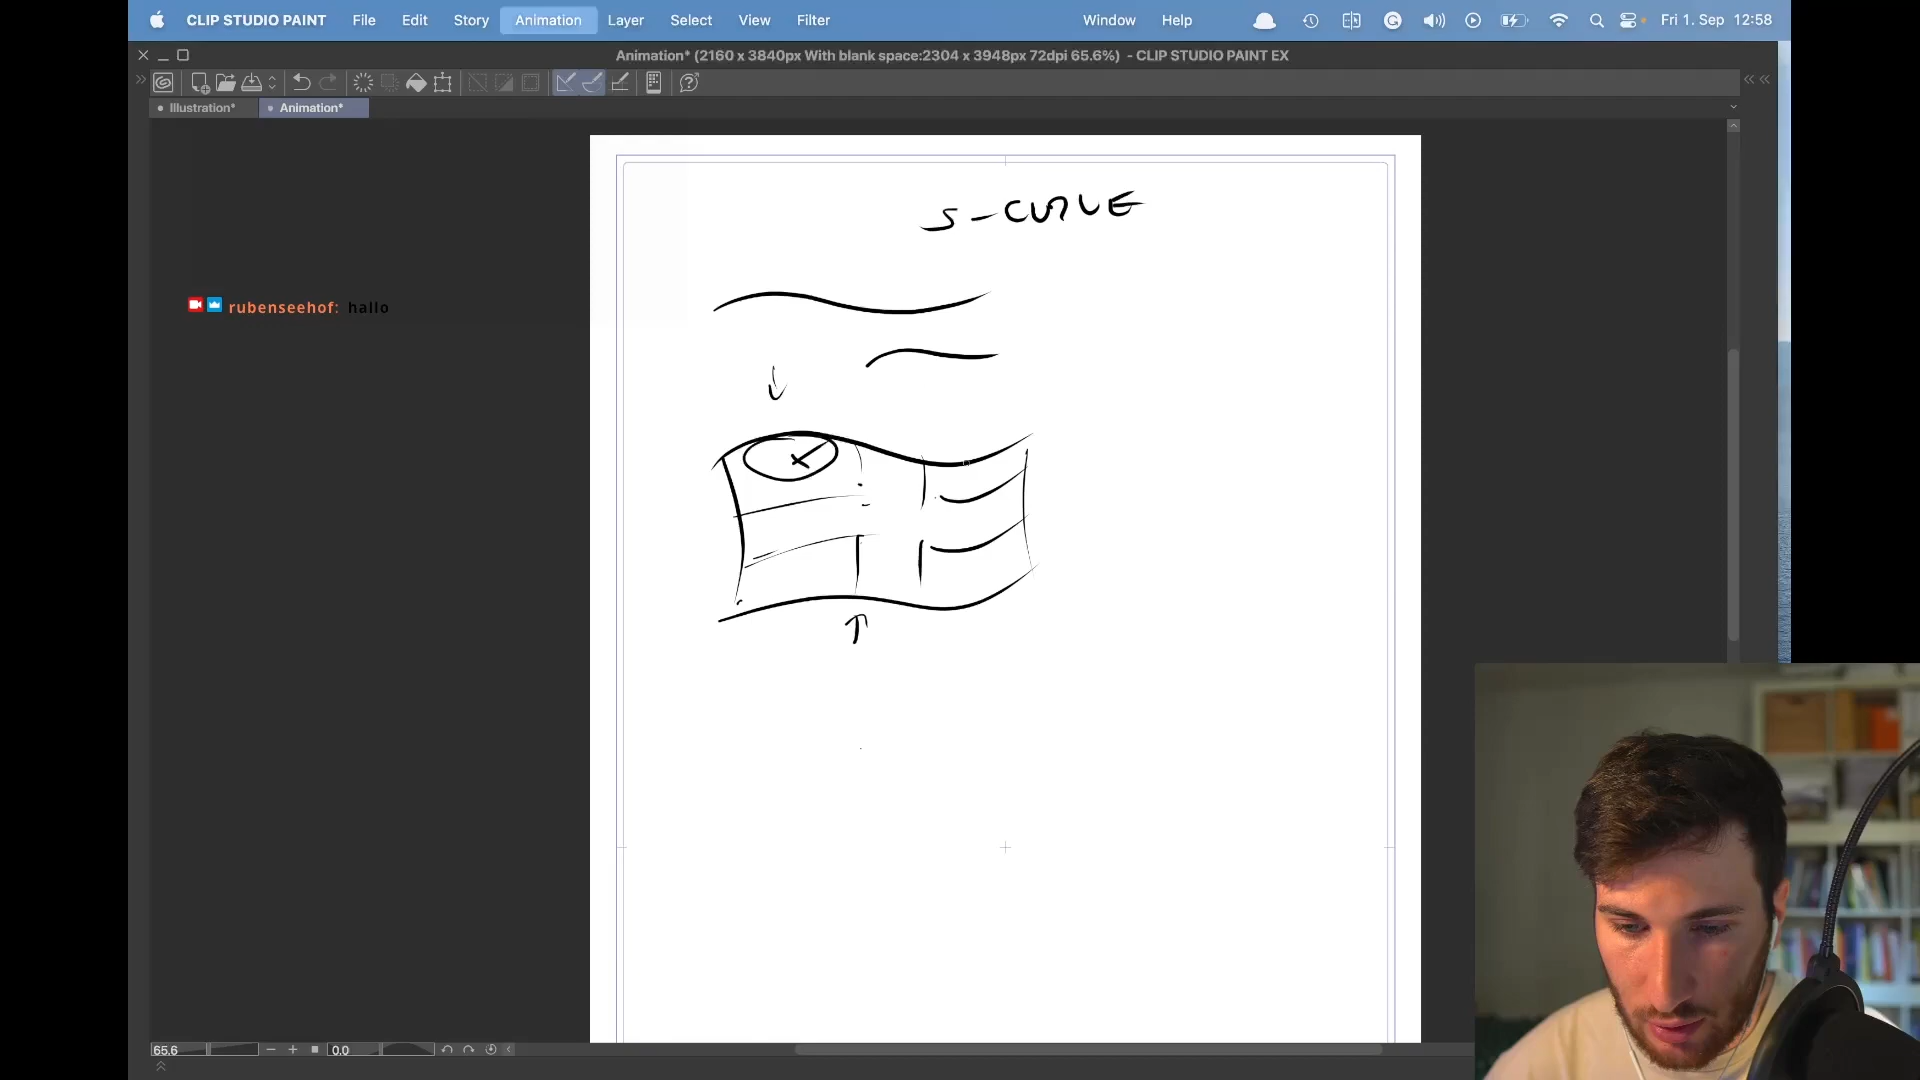 CLIP STUDIO PAINT File Edit Story Animation Layer Select View Filter Window Help Fri 1. Sep 12:58
Animation* (2160 x 3840px With blank space:2304 x 3948px 72dpi 65.6%) - CLIP STUDIO PAINT EX
Illustration* Animation*
S-CURVE
rubenseehof: hallo
65.6 0.0